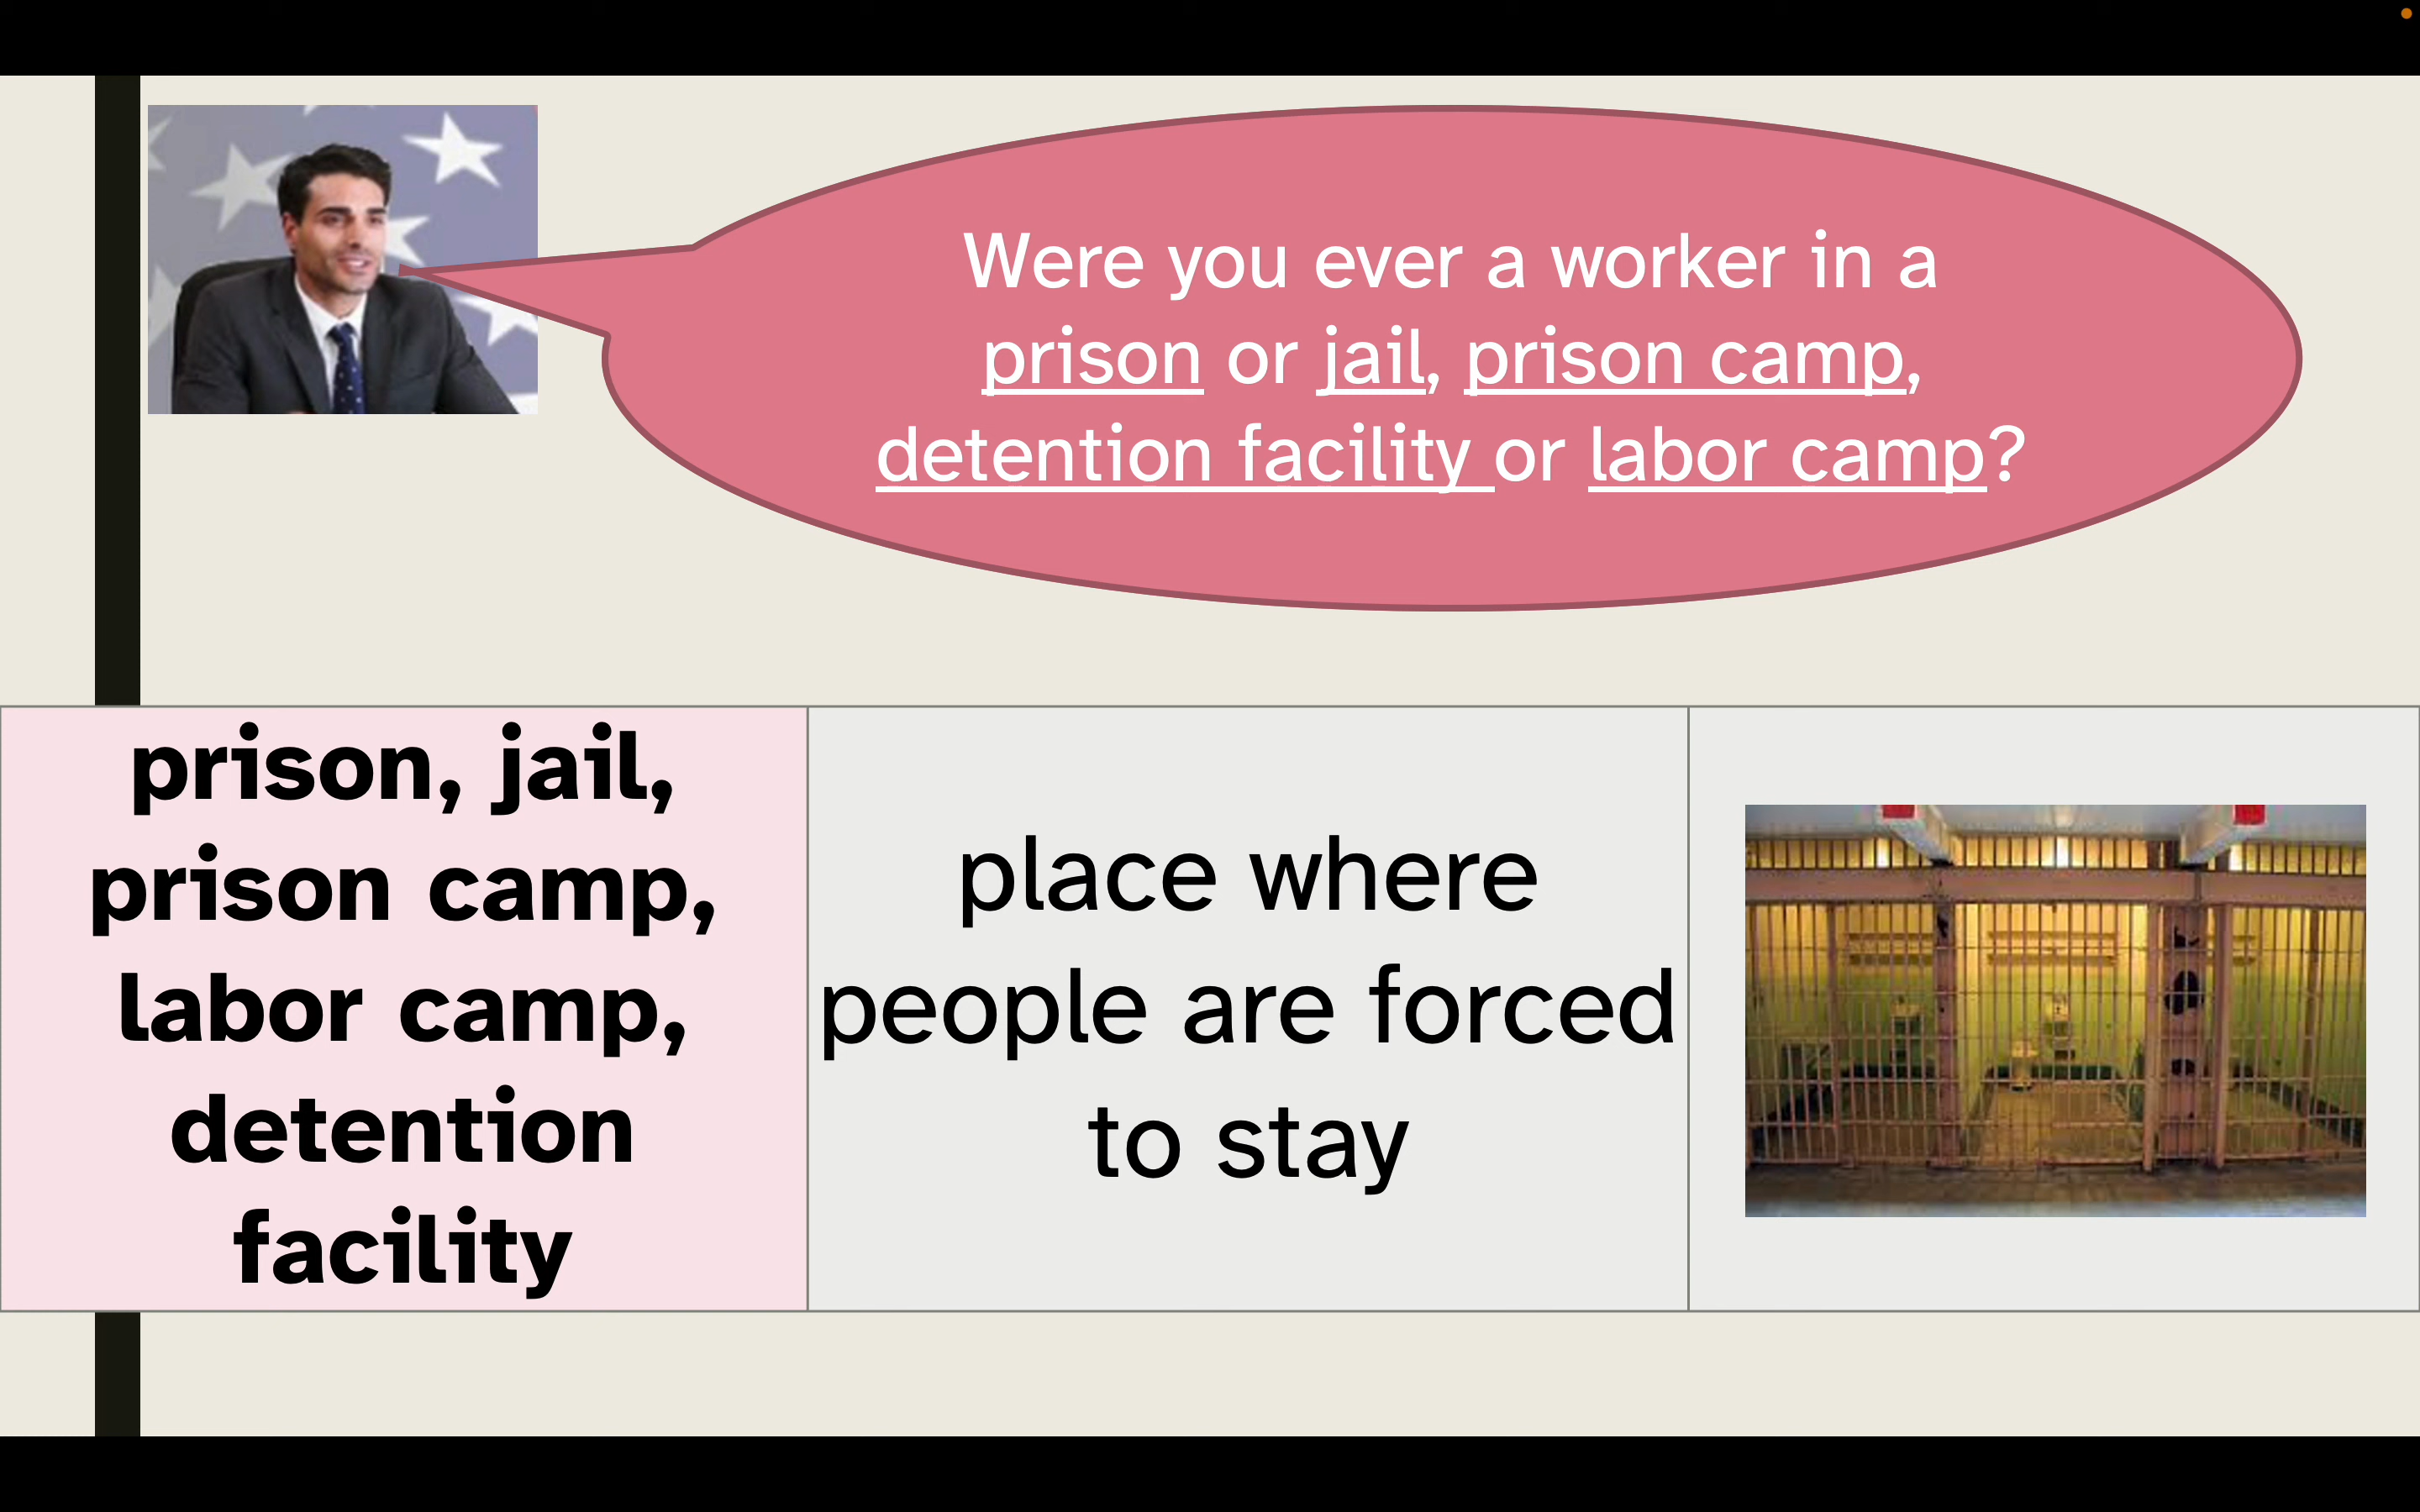 Were you ever a worker in a
prison or jail, prison camp,
detention facility or labor camp?
prison, jail,
prison camp,
labor camp,
detention
facility
place where
people are forced
to stay